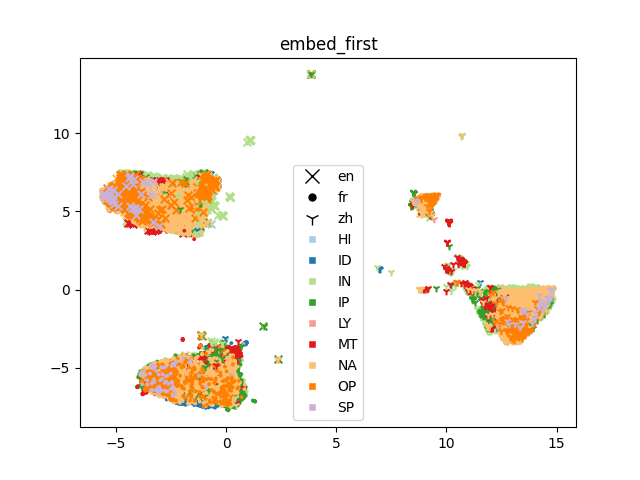 embed_first
10
5
0
−5
−5
0
5
10
15
en
fr
zh
HI
ID
IN
IP
LY
MT
NA
OP
SP